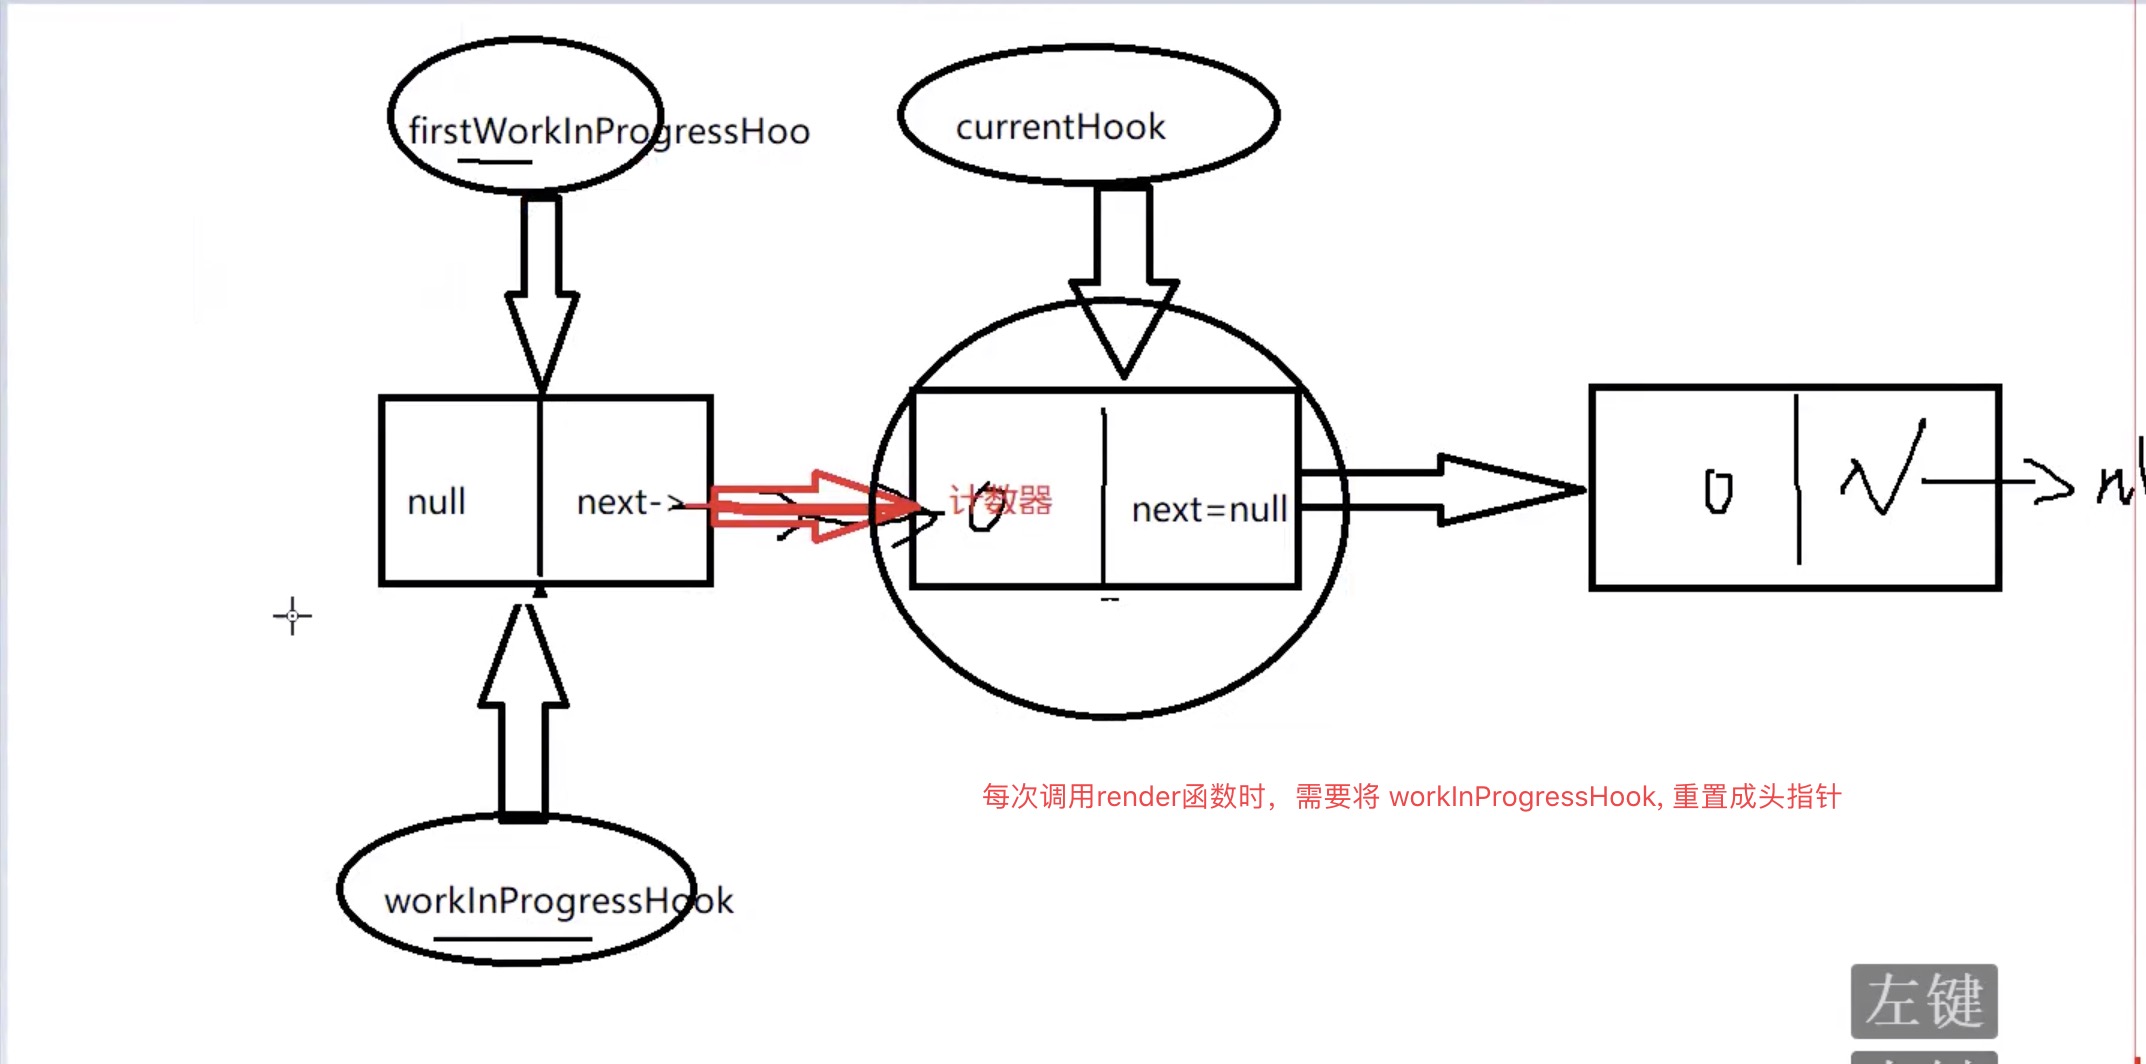 firstWorkInProgressHoo
currentHook
null
next->
计数器
0
next=null
0
workInProgressHook
每次调用render函数时，需要将 workInProgressHook, 重置成头指针
左键